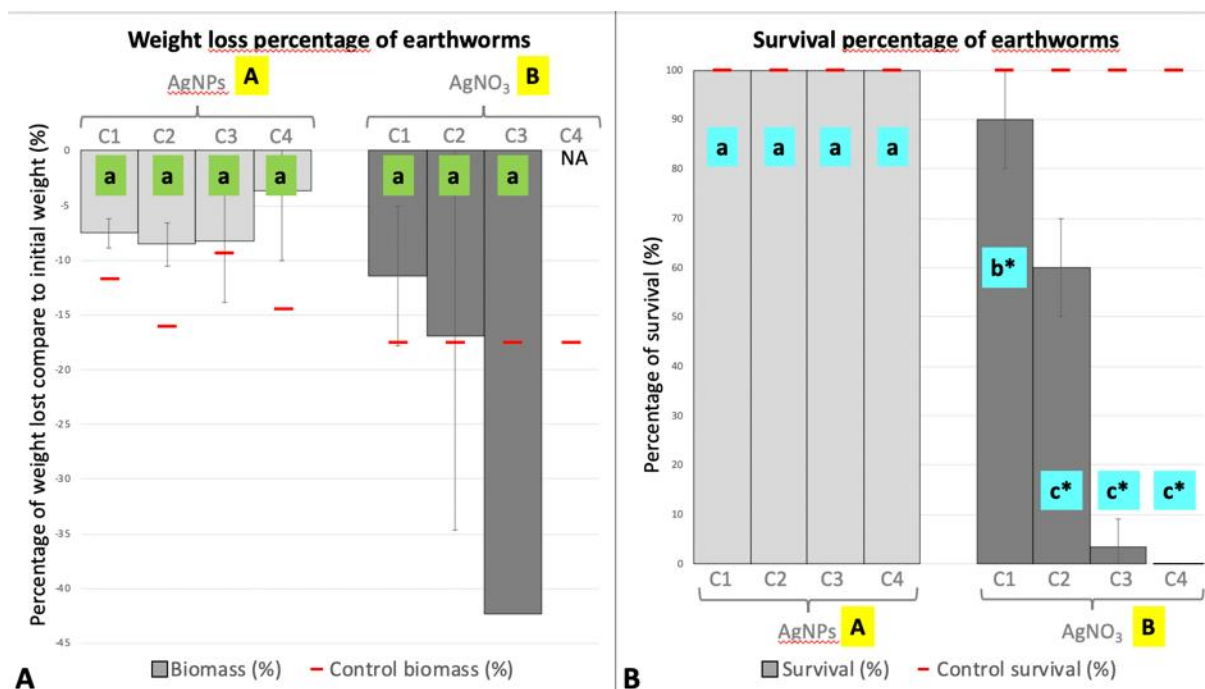 Weight loss percentage of earthworms
AgNPs A
AgNO₃ B
C1 C2 C3 C4 C1 C2 C3 C4
NA
a a a a a a a
0
-5
-10
-15
-20
-25
-30
-35
-40
-45
Percentage of weight lost compare to initial weight (%)
A
Biomass (%) Control biomass (%)
Survival percentage of earthworms
100
90
80
70
60
50
40
30
20
10
0
Percentage of survival (%)
a a a a
b*
c* c* c*
C1 C2 C3 C4 C1 C2 C3 C4
AgNPs A
AgNO₃ B
B
Survival (%) Control survival (%)